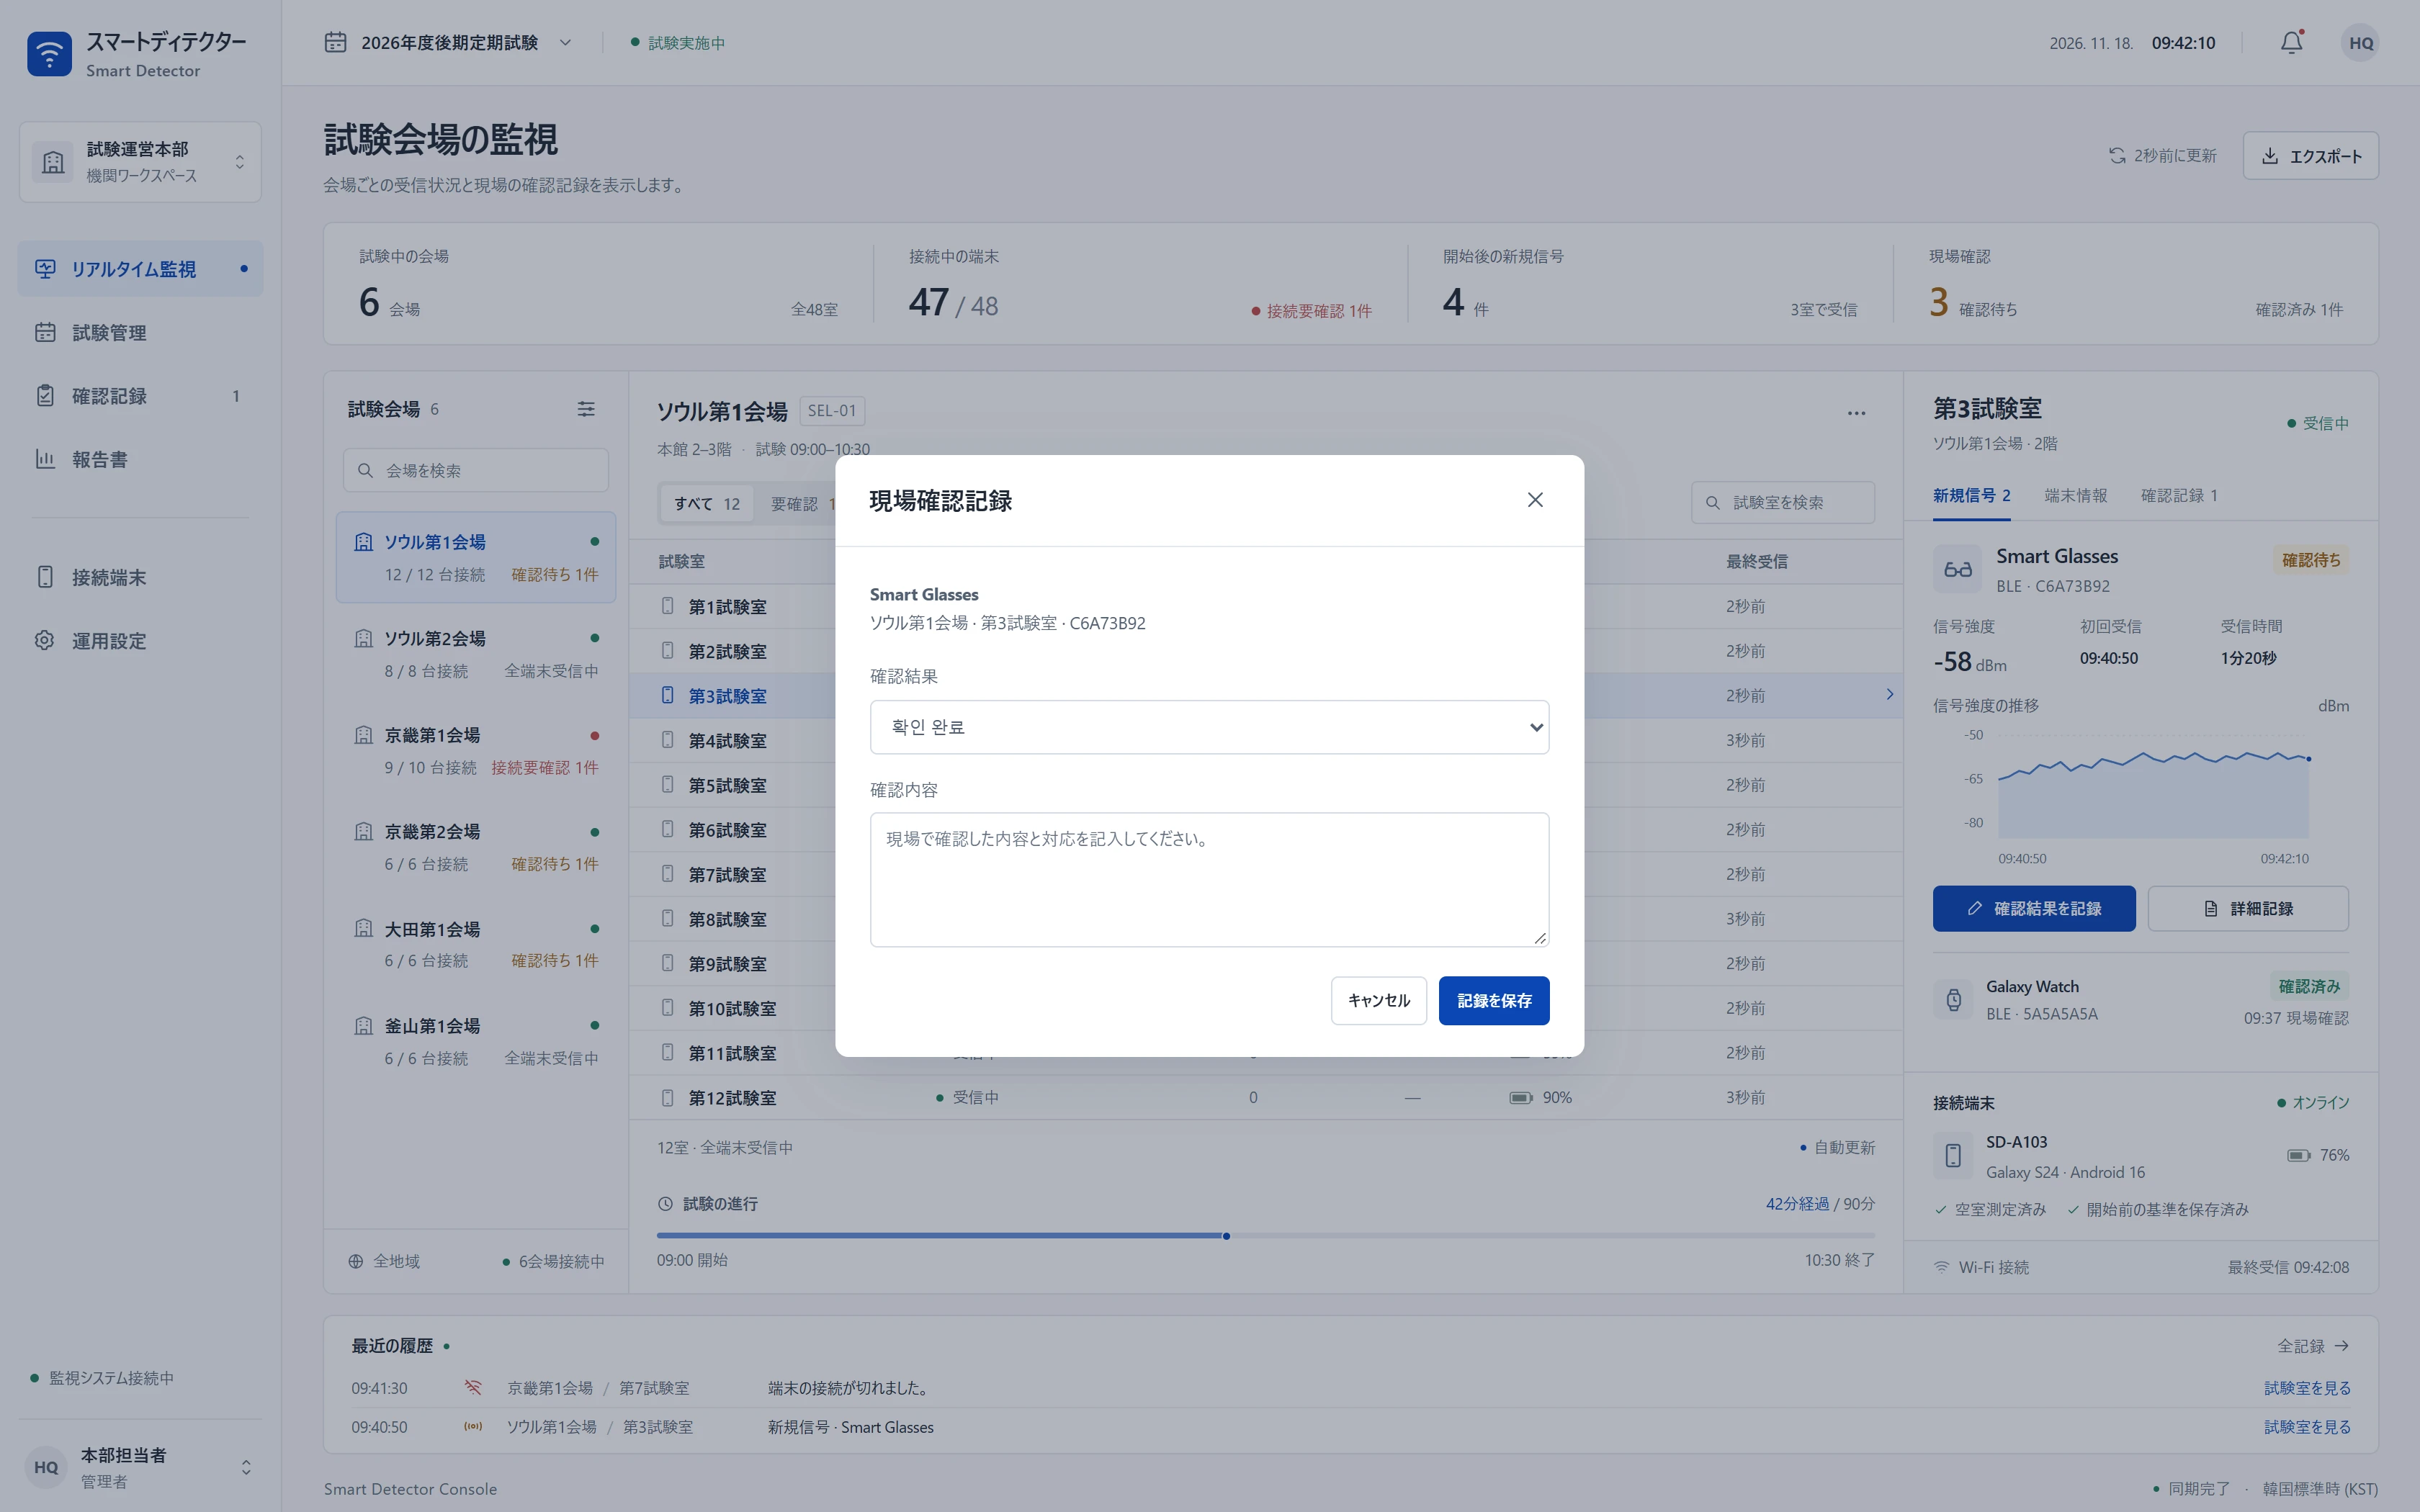 スマートディテクター
Smart Detector
試験運営本部
機関ワークスペース
リアルタイム監視
試験管理
確認記録 1
報告書
接続端末
運用設定
監視システム接続中
HQ
本部担当者
管理者
2026年度後期定期試験
試験実施中
2026. 11. 18. 09:42:10
HQ
試験会場の監視
会場ごとの受信状況と現場の確認記録を表示します。
2秒前に更新
エクスポート
試験中の会場
6 会場
全48室
接続中の端末
47 / 48
接続要確認 1件
開始後の新規信号
4 件
3室で受信
現場確認
3 確認待ち
確認済み 1件
試験会場 6
会場を検索
ソウル第1会場
12 / 12 台接続 確認待ち 1件
ソウル第2会場
8 / 8 台接続 全端末受信中
京畿第1会場
9 / 10 台接続 接続要確認 1件
京畿第2会場
6 / 6 台接続 確認待ち 1件
大田第1会場
6 / 6 台接続 確認待ち 1件
釜山第1会場
6 / 6 台接続 全端末受信中
全地域
6会場接続中
ソウル第1会場 SEL-01
本館 2–3階 · 試験 09:00–10:30
すべて 12 要確認
試験室を検索
試験室 最終受信
第1試験室 2秒前
第2試験室 2秒前
第3試験室 2秒前
第4試験室 3秒前
第5試験室 2秒前
第6試験室 2秒前
第7試験室 2秒前
第8試験室 3秒前
第9試験室 2秒前
第10試験室 2秒前
第11試験室 2秒前
第12試験室 受信中 0 — 90% 3秒前
12室 · 全端末受信中
自動更新
試験の進行
42分経過 / 90分
09:00 開始
10:30 終了
現場確認記録
Smart Glasses
ソウル第1会場 · 第3試験室 · C6A73B92
確認結果
확인 완료
確認内容
現場で確認した内容と対応を記入してください。
キャンセル
記録を保存
第3試験室
ソウル第1会場 · 2階
受信中
新規信号 2 端末情報 確認記録 1
Smart Glasses
BLE · C6A73B92
確認待ち
信号強度 初回受信 受信時間
-58 dBm 09:40:50 1分20秒
信号強度の推移 dBm
-50
-65
-80
09:40:50 09:42:10
確認結果を記録
詳細記録
Galaxy Watch
BLE · 5A5A5A5A
確認済み
09:37 現場確認
接続端末
オンライン
SD-A103
Galaxy S24 · Android 16
76%
空室測定済み 開始前の基準を保存済み
Wi-Fi 接続
最終受信 09:42:08
最近の履歴
全記録
09:41:30 京畿第1会場 / 第7試験室 端末の接続が切れました。 試験室を見る
09:40:50 ソウル第1会場 / 第3試験室 新規信号 · Smart Glasses 試験室を見る
Smart Detector Console
同期完了 · 韓国標準時 (KST)